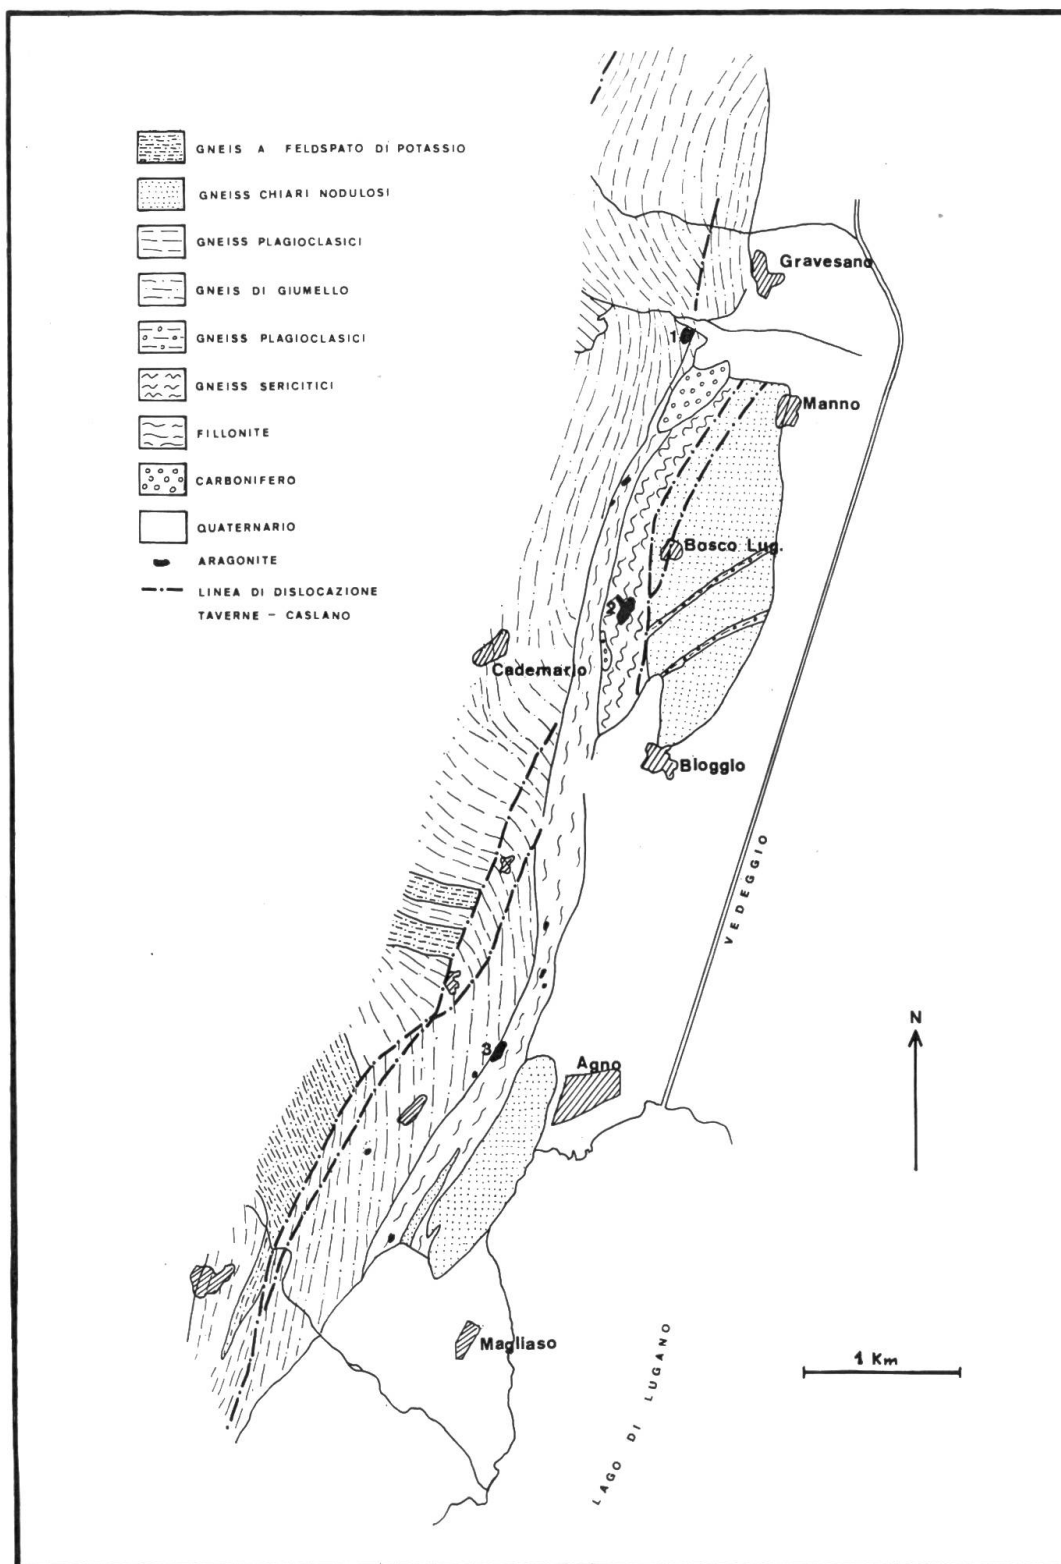 GNEIS A FELDSPATO DI POTASSIO
GNEISS CHIARI NODULOSI
GNEISS PLAGIOCLASICI
GNEIS DI GIUMELLO
GNEISS PLAGIOCLASICI
GNEISS SERICITICI
FILLONITE
CARBONIFERO
QUATERNARIO
ARAGONITE
LINEA DI DISLOCAZIONE
TAVERNE – CASLANO
Gravesano
1
Manno
Bosco Lug.
2
Cademario
Bioggio
VEDEGGIO
N
3
Agno
Magliaso
1 Km
LAGO DI LUGANO